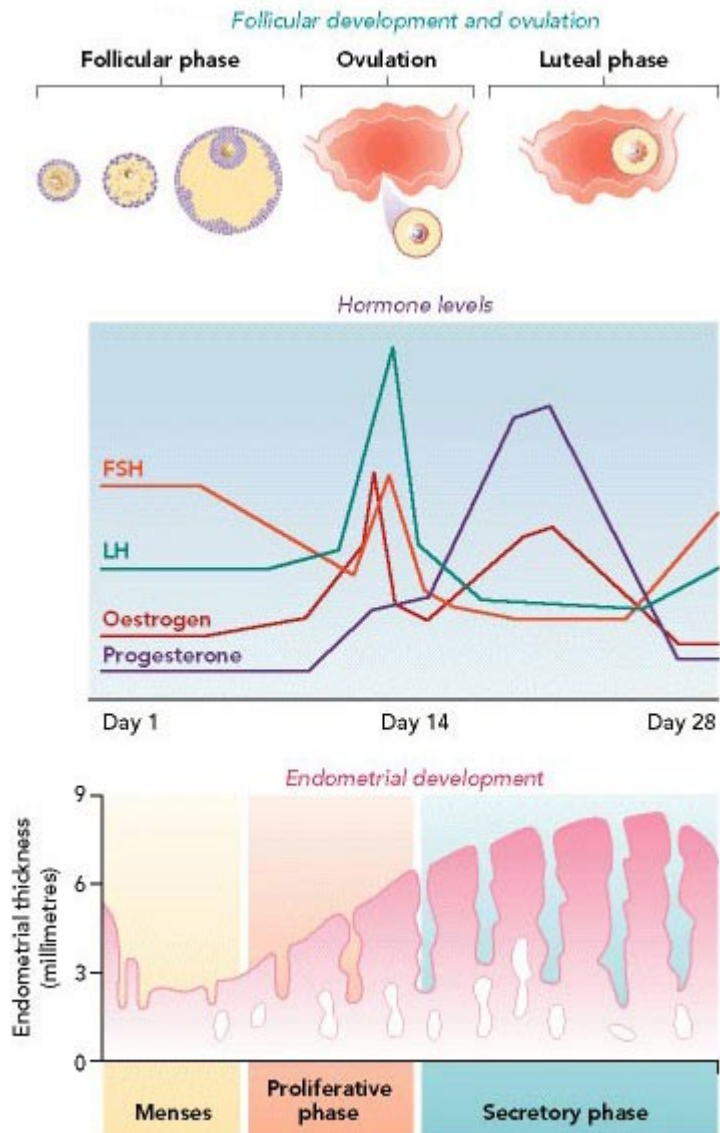 Follicular development and ovulation
Follicular phase
Ovulation
Luteal phase
Hormone levels
FSH
LH
Oestrogen
Progesterone
Day 1
Day 14
Day 28
Endometrial development
Endometrial thickness
(millimetres)
9
6
3
0
Menses
Proliferative
phase
Secretory phase